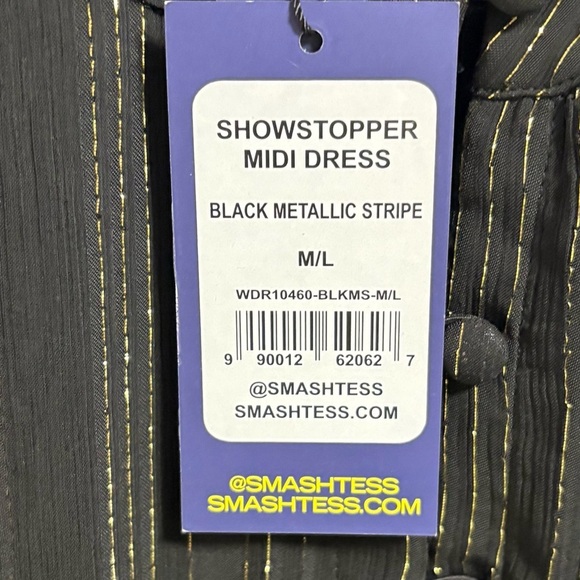 SHOWSTOPPER
MIDI DRESS
BLACK METALLIC STRIPE
M/L
WDR10460-BLKMS-M/L
9 90012 62062 7
@SMASHTESS
SMASHTESS.COM
@SMASHTESS
SMASHTESS.COM